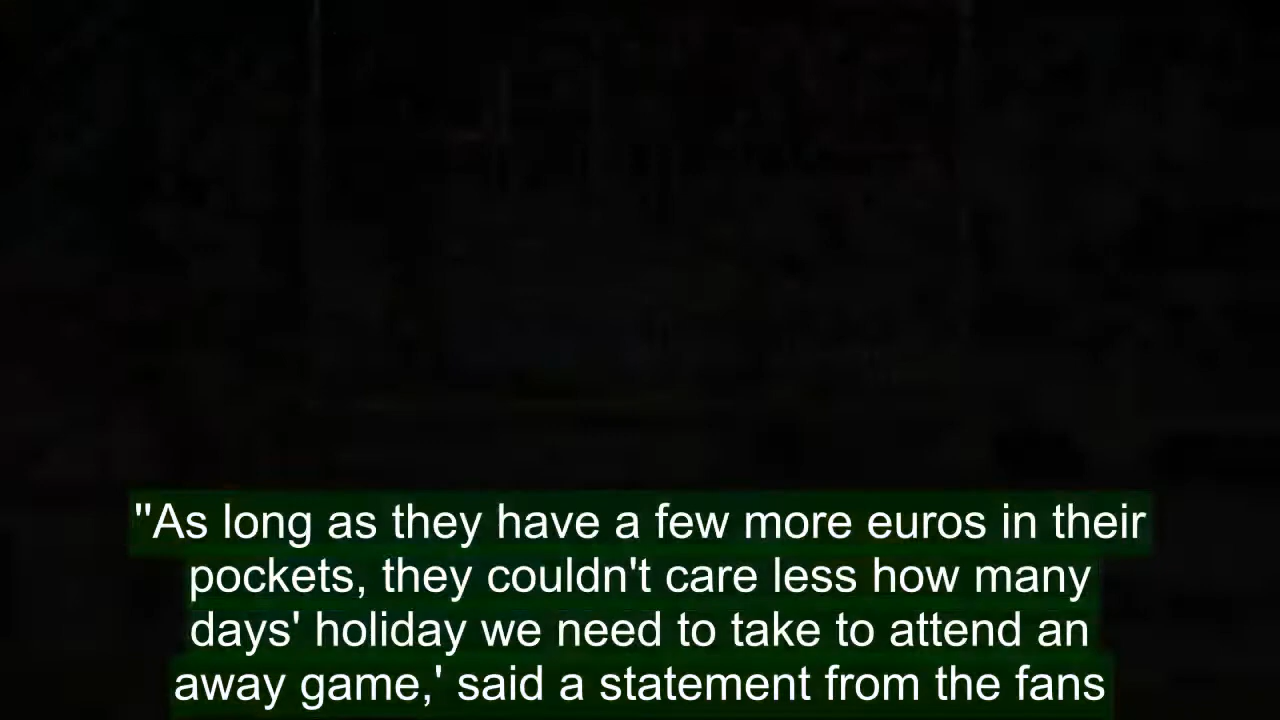 "As long as they have a few more euros in their
pockets, they couldn't care less how many
days' holiday we need to take to attend an
away game,' said a statement from the fans